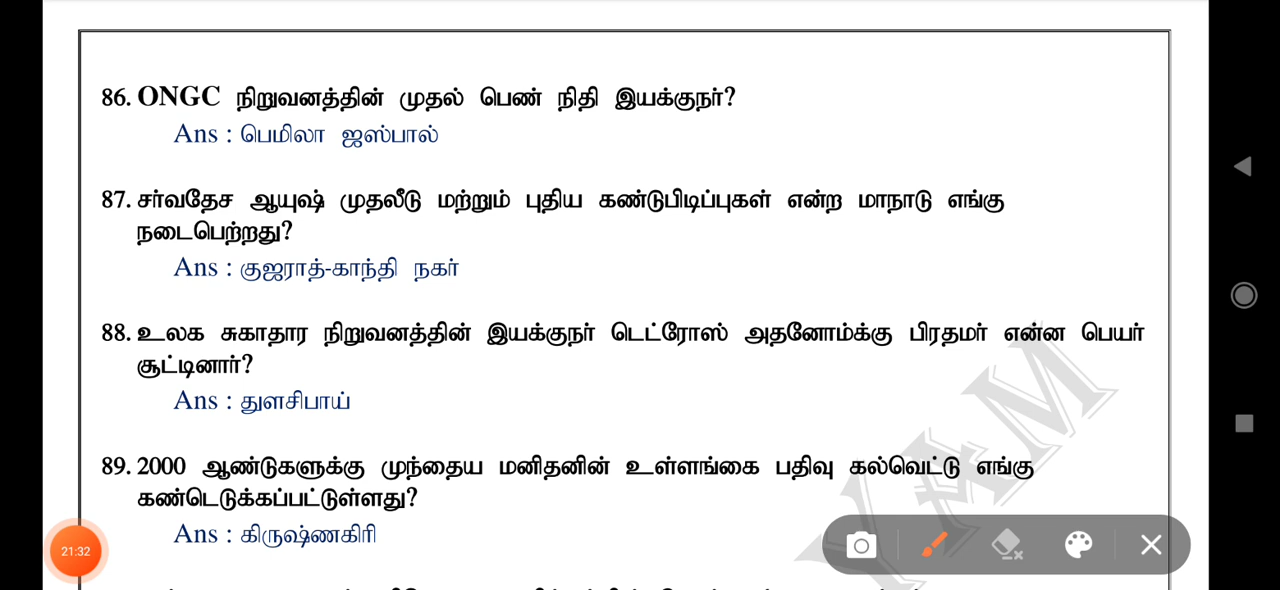 86. ONGC நிறுவனத்தின் முதல் பெண் நிதி இயக்குநர்?
Ans : பெமிலா ஜஸ்பால்
87. சர்வதேச ஆயுஷ் முதலீடு மற்றும் புதிய கண்டுபிடிப்புகள் என்ற மாநாடு எங்கு
நடைபெற்றது?
Ans : குஜராத்-காந்தி நகர்
88. உலக சுகாதார நிறுவனத்தின் இயக்குநர் டெட்ரோஸ் அதனோம்க்கு பிரதமர் என்ன பெயர்
சூட்டினார்?
Ans : துளசிபாய்
89. 2000 ஆண்டுகளுக்கு முந்தைய மனிதனின் உள்ளங்கை பதிவு கல்வெட்டு எங்கு
கண்டெடுக்கப்பட்டுள்ளது?
Ans : கிருஷ்ணகிரி
21:32